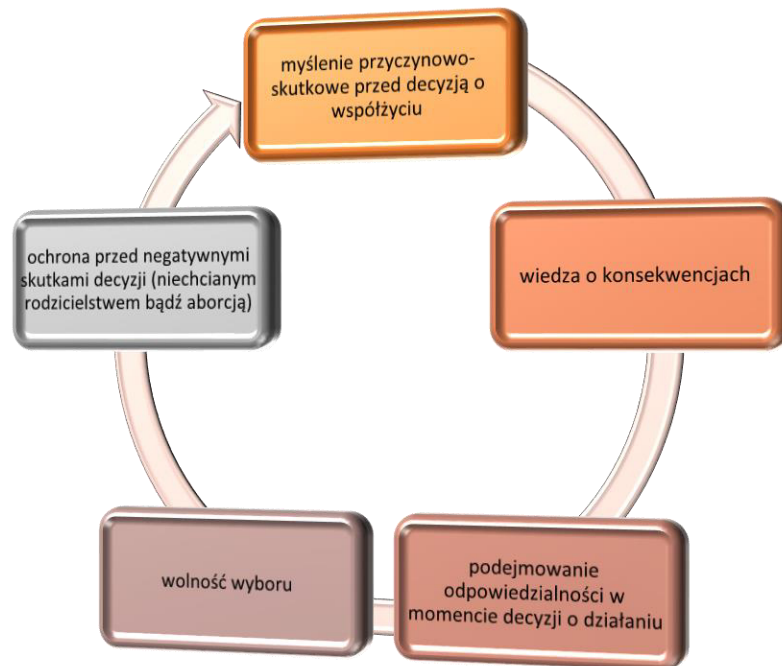 myślenie przyczynowo-
skutkowe przed decyzją o
współżyciu
wiedza o konsekwencjach
podejmowanie
odpowiedzialności w
momencie decyzji o działaniu
wolność wyboru
ochrona przed negatywnymi
skutkami decyzji (niechcianym
rodzicielstwem bądź aborcją)